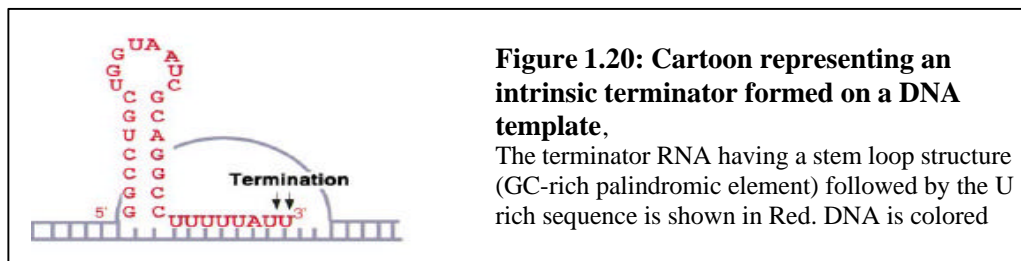 UA
G A
G U
U C
C G
G C
U A
C G
C G
G C
Termination
5' G C UUUUUAUU3'
Figure 1.20: Cartoon representing an
intrinsic terminator formed on a DNA
template,
The terminator RNA having a stem loop structure
(GC-rich palindromic element) followed by the U
rich sequence is shown in Red. DNA is colored